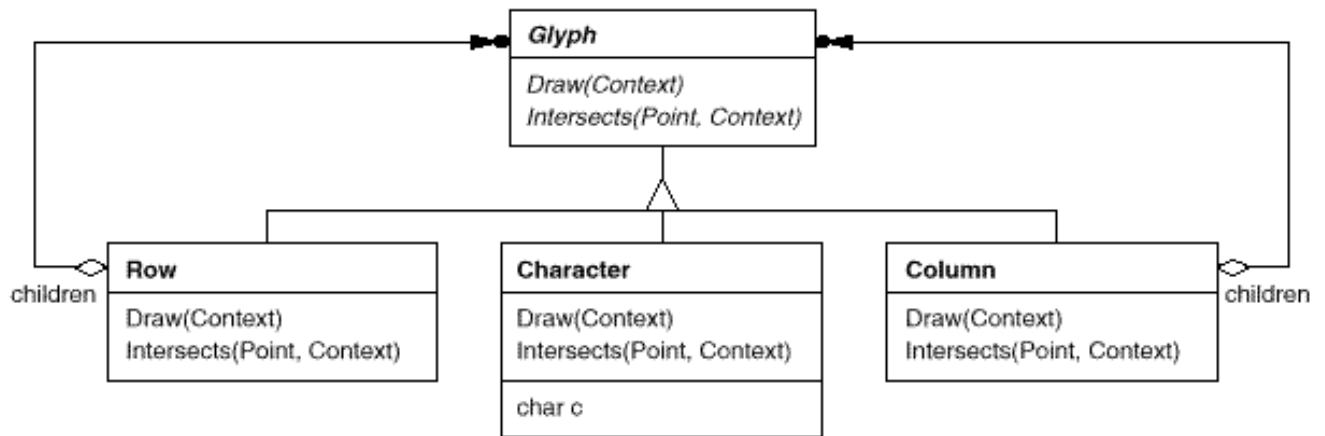 Glyph
Draw(Context)
Intersects(Point, Context)
children
Row
Draw(Context)
Intersects(Point, Context)
Character
Draw(Context)
Intersects(Point, Context)
char c
Column
Draw(Context)
Intersects(Point, Context)
children